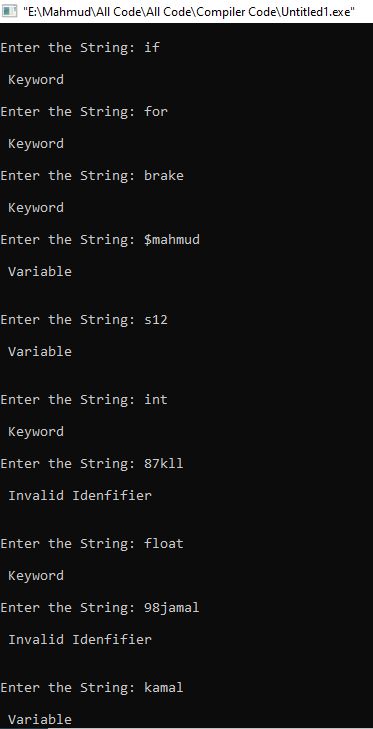 "E:\Mahmud\All Code\All Code\Compiler Code\Untitled1.exe"
Enter the String: if
Keyword
Enter the String: for
Keyword
Enter the String: brake
Keyword
Enter the String: $mahmud
Variable
Enter the String: s12
Variable
Enter the String: int
Keyword
Enter the String: 87kll
Invalid Idenfifier
Enter the String: float
Keyword
Enter the String: 98jamal
Invalid Idenfifier
Enter the String: kamal
Variable